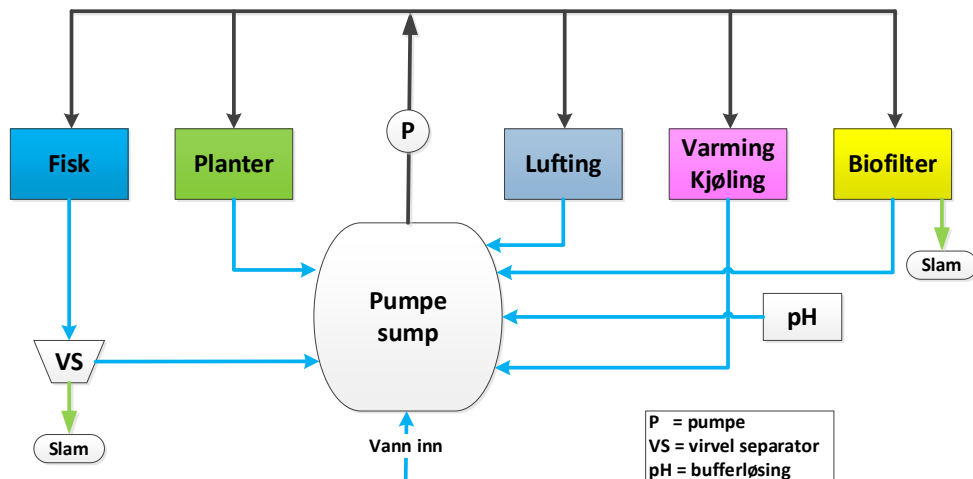 P
Fisk
Planter
Lufting
Varming
Kjøling
Biofilter
Slam
Pumpe
sump
pH
VS
Slam
Vann inn
P = pumpe
VS = virvel separator
pH = bufferløsing